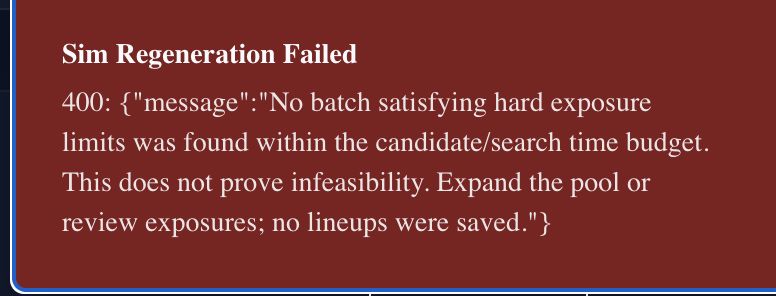 Sim Regeneration Failed
400: {"message":"No batch satisfying hard exposure
limits was found within the candidate/search time budget.
This does not prove infeasibility. Expand the pool or
review exposures; no lineups were saved."}